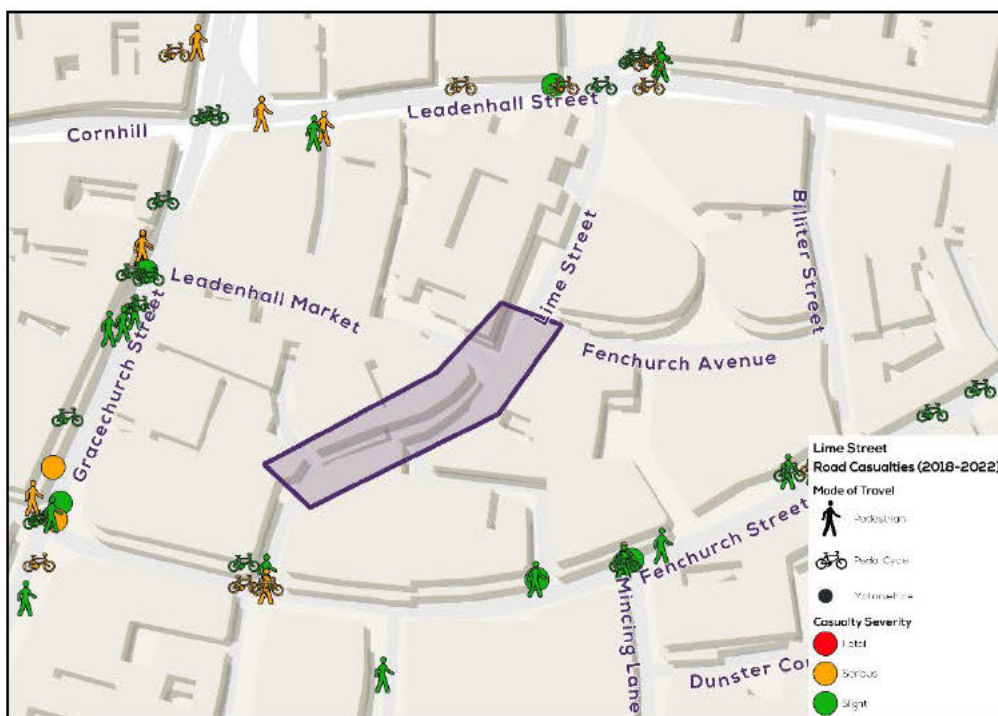 Cornhill
Leadenhall Street
Leadenhall Market
Lime Street
Billiter Street
Fenchurch Avenue
Gracechurch Street
Fenchurch Street
Mincing Lane
Dunster Co
Lime Street
Road Casualties (2018-2022)
Mode of Travel
Pedestrian
Pedal Cycle
Motorvehicle
Casualty Severity
Fatal
Serious
Slight